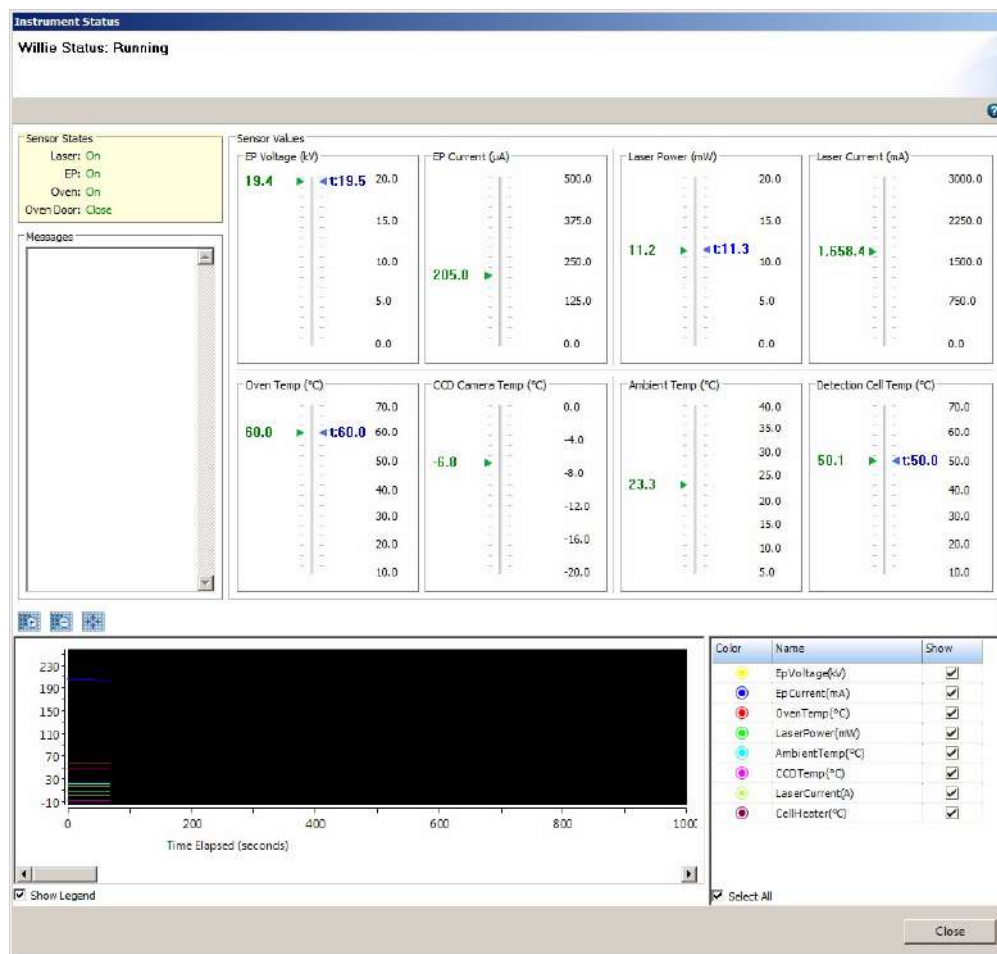 Instrument Status
Willie Status: Running
Sensor States
Laser: On
EP: On
Oven: On
Oven Door: Close
Messages
Sensor Values
EP Voltage (kV)
19.4
t:19.5
20.0
15.0
10.0
5.0
0.0
EP Current (µA)
205.0
500.0
375.0
250.0
125.0
0.0
Laser Power (mW)
11.2
t:11.3
20.0
15.0
10.0
5.0
0.0
Laser Current (mA)
1,658.4
3000.0
2250.0
1500.0
750.0
0.0
Oven Temp (°C)
60.0
t:60.0
70.0
60.0
50.0
40.0
30.0
20.0
10.0
CCD Camera Temp (°C)
-6.8
0.0
-4.0
-8.0
-12.0
-16.0
-20.0
Ambient Temp (°C)
23.3
40.0
35.0
30.0
25.0
20.0
15.0
10.0
5.0
Detection Cell Temp (°C)
50.1
t:50.0
70.0
60.0
50.0
40.0
30.0
20.0
10.0
230
190
150
110
70
30
-10
0 200 400 600 800 1000
Time Elapsed (seconds)
Show Legend
Color Name Show
EpVoltage(kV)
EpCurrent(mA)
OvenTemp(°C)
LaserPower(mW)
AmbientTemp(°C)
CCDTemp(°C)
LaserCurrent(A)
CellHeater(°C)
Select All
Close